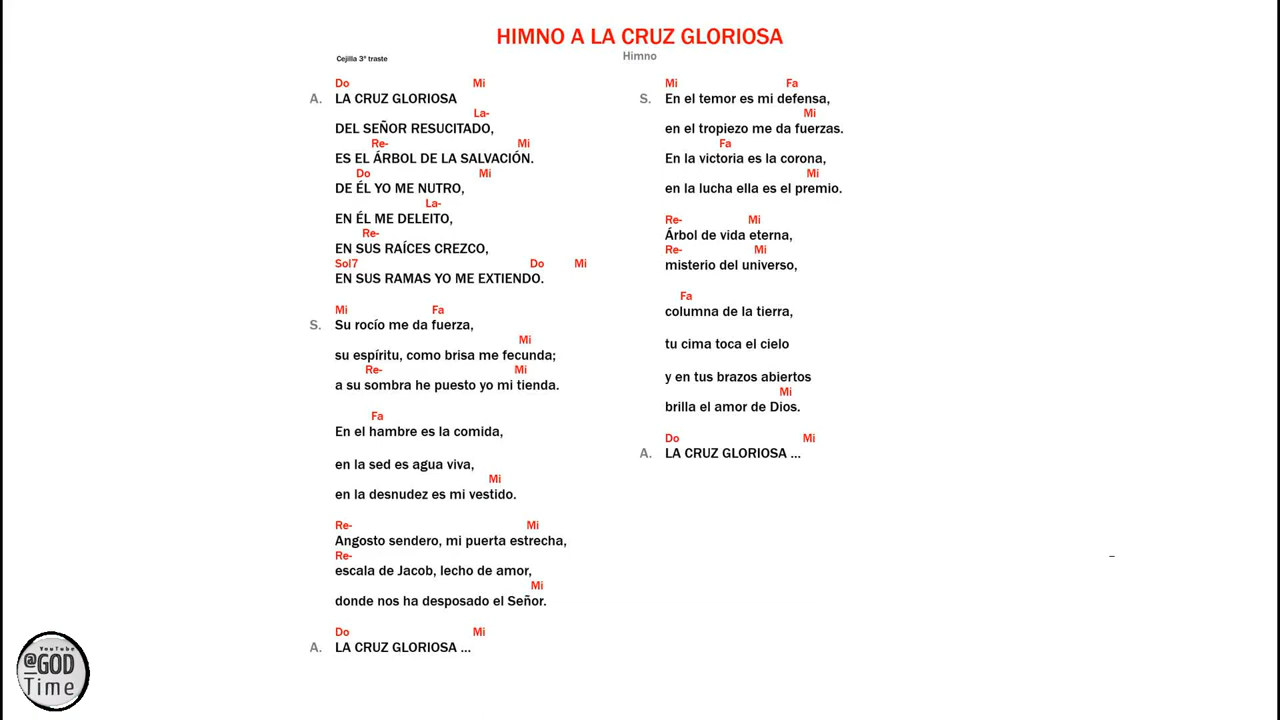 HIMNO A LA CRUZ GLORIOSA
Himno
Cejilla 3ª traste
Do Mi
A. LA CRUZ GLORIOSA
La-
DEL SEÑOR RESUCITADO,
Re- Mi
ES EL ÁRBOL DE LA SALVACIÓN.
Do Mi
DE ÉL YO ME NUTRO,
La-
EN ÉL ME DELEITO,
Re-
EN SUS RAÍCES CREZCO,
Sol7 Do Mi
EN SUS RAMAS YO ME EXTIENDO.
Mi Fa
S. Su rocío me da fuerza,
Mi
su espíritu, como brisa me fecunda;
Re- Mi
a su sombra he puesto yo mi tienda.
Fa
En el hambre es la comida,
en la sed es agua viva,
Mi
en la desnudez es mi vestido.
Re- Mi
Angosto sendero, mi puerta estrecha,
Re-
escala de Jacob, lecho de amor,
Mi
donde nos ha desposado el Señor.
Do Mi
A. LA CRUZ GLORIOSA ...
Mi Fa
S. En el temor es mi defensa,
Mi
en el tropiezo me da fuerzas.
Fa
En la victoria es la corona,
Mi
en la lucha ella es el premio.
Re- Mi
Árbol de vida eterna,
Re- Mi
misterio del universo,
Fa
columna de la tierra,
tu cima toca el cielo
y en tus brazos abiertos
Mi
brilla el amor de Dios.
Do Mi
A. LA CRUZ GLORIOSA ...
YouTube
@GOD
Time